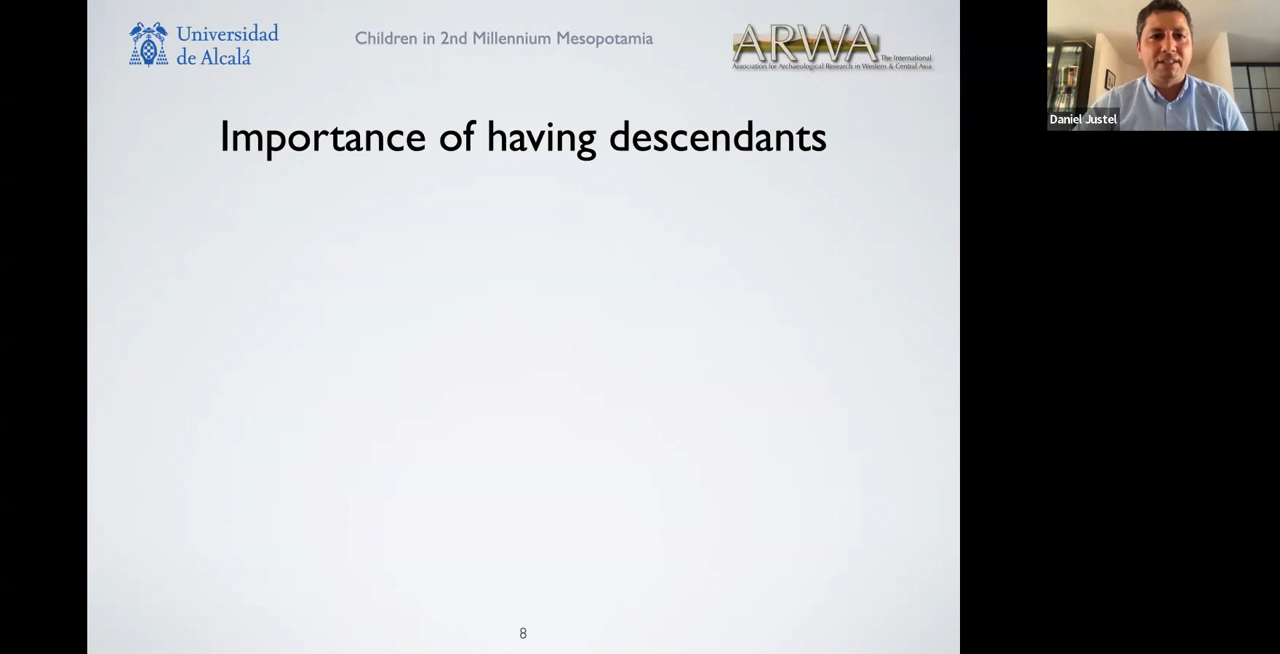 Universidad
de Alcalá
Children in 2nd Millennium Mesopotamia
ARWA
The International
Association for Archaeological Research in Western & Central Asia
Daniel Justel
Importance of having descendants
8